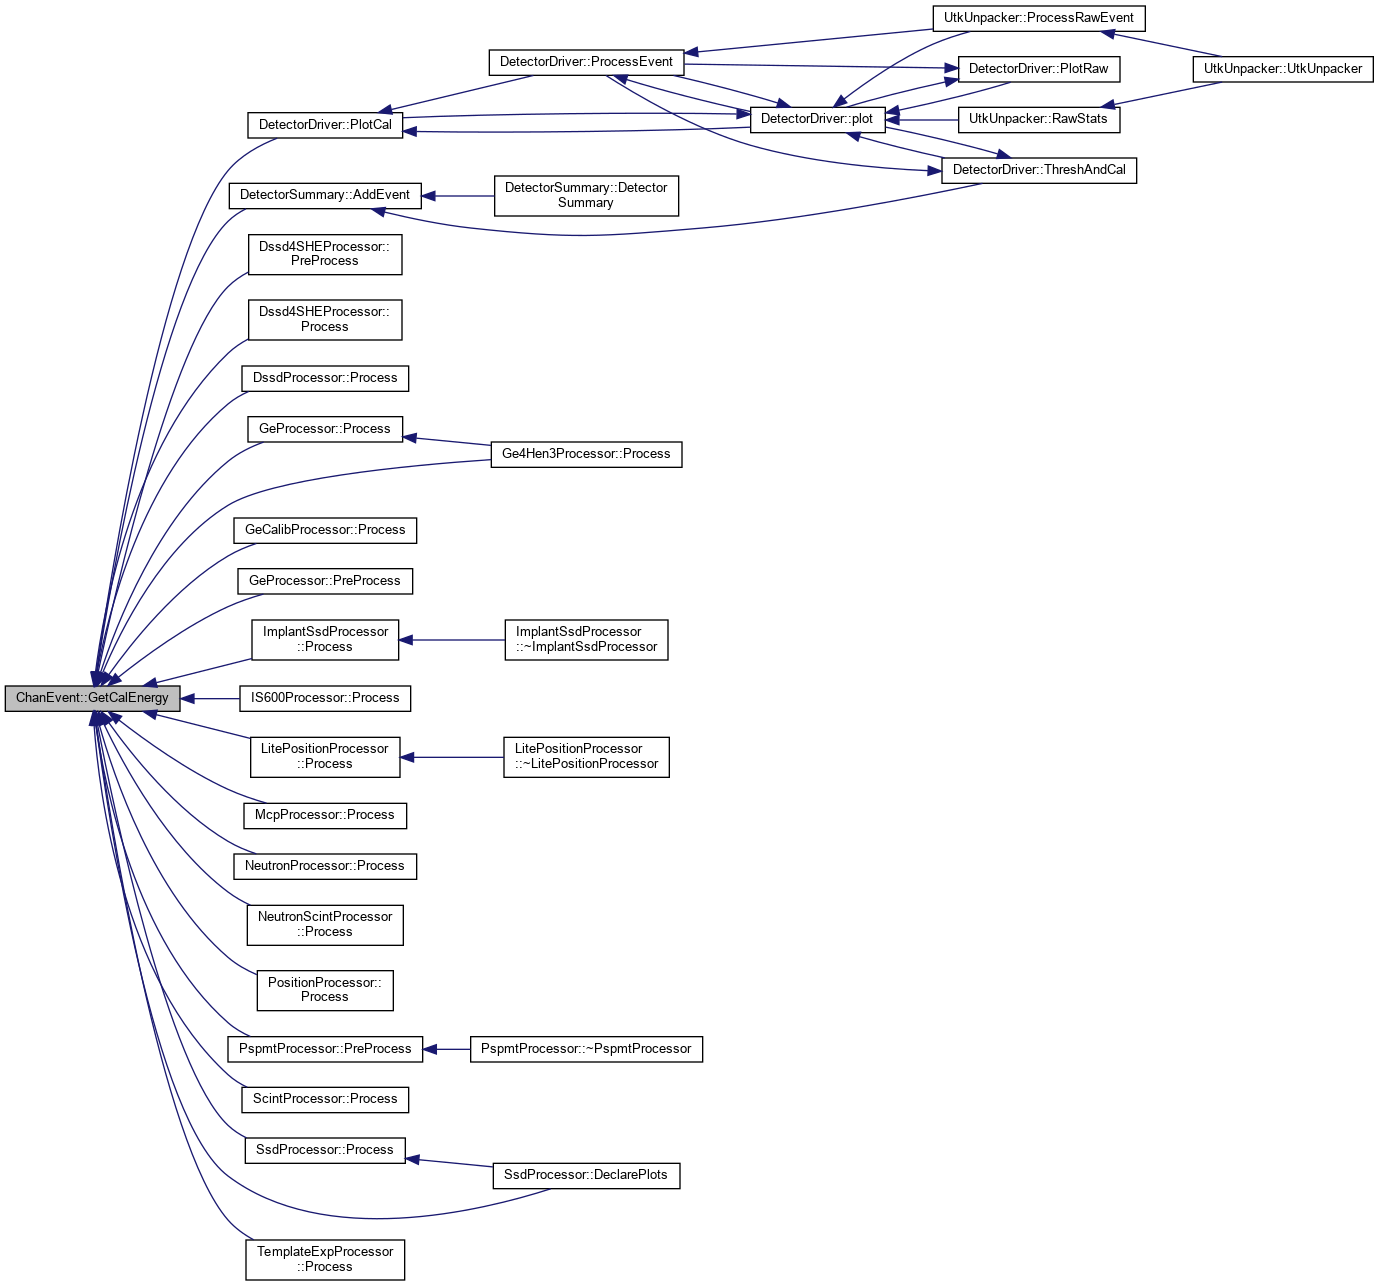 UtkUnpacker::ProcessRawEvent
DetectorDriver::ProcessEvent
DetectorDriver::PlotRaw
UtkUnpacker::UtkUnpacker
DetectorDriver::PlotCal
DetectorDriver::plot
UtkUnpacker::RawStats
DetectorDriver::ThreshAndCal
DetectorSummary::AddEvent
DetectorSummary::Detector
Summary
Dssd4SHEProcessor::
PreProcess
Dssd4SHEProcessor::
Process
DssdProcessor::Process
GeProcessor::Process
Ge4Hen3Processor::Process
GeCalibProcessor::Process
GeProcessor::PreProcess
ImplantSsdProcessor
::Process
ImplantSsdProcessor
::~ImplantSsdProcessor
ChanEvent::GetCalEnergy
IS600Processor::Process
LitePositionProcessor
::Process
LitePositionProcessor
::~LitePositionProcessor
McpProcessor::Process
NeutronProcessor::Process
NeutronScintProcessor
::Process
PositionProcessor::
Process
PspmtProcessor::PreProcess
PspmtProcessor::~PspmtProcessor
ScintProcessor::Process
SsdProcessor::Process
SsdProcessor::DeclarePlots
TemplateExpProcessor
::Process